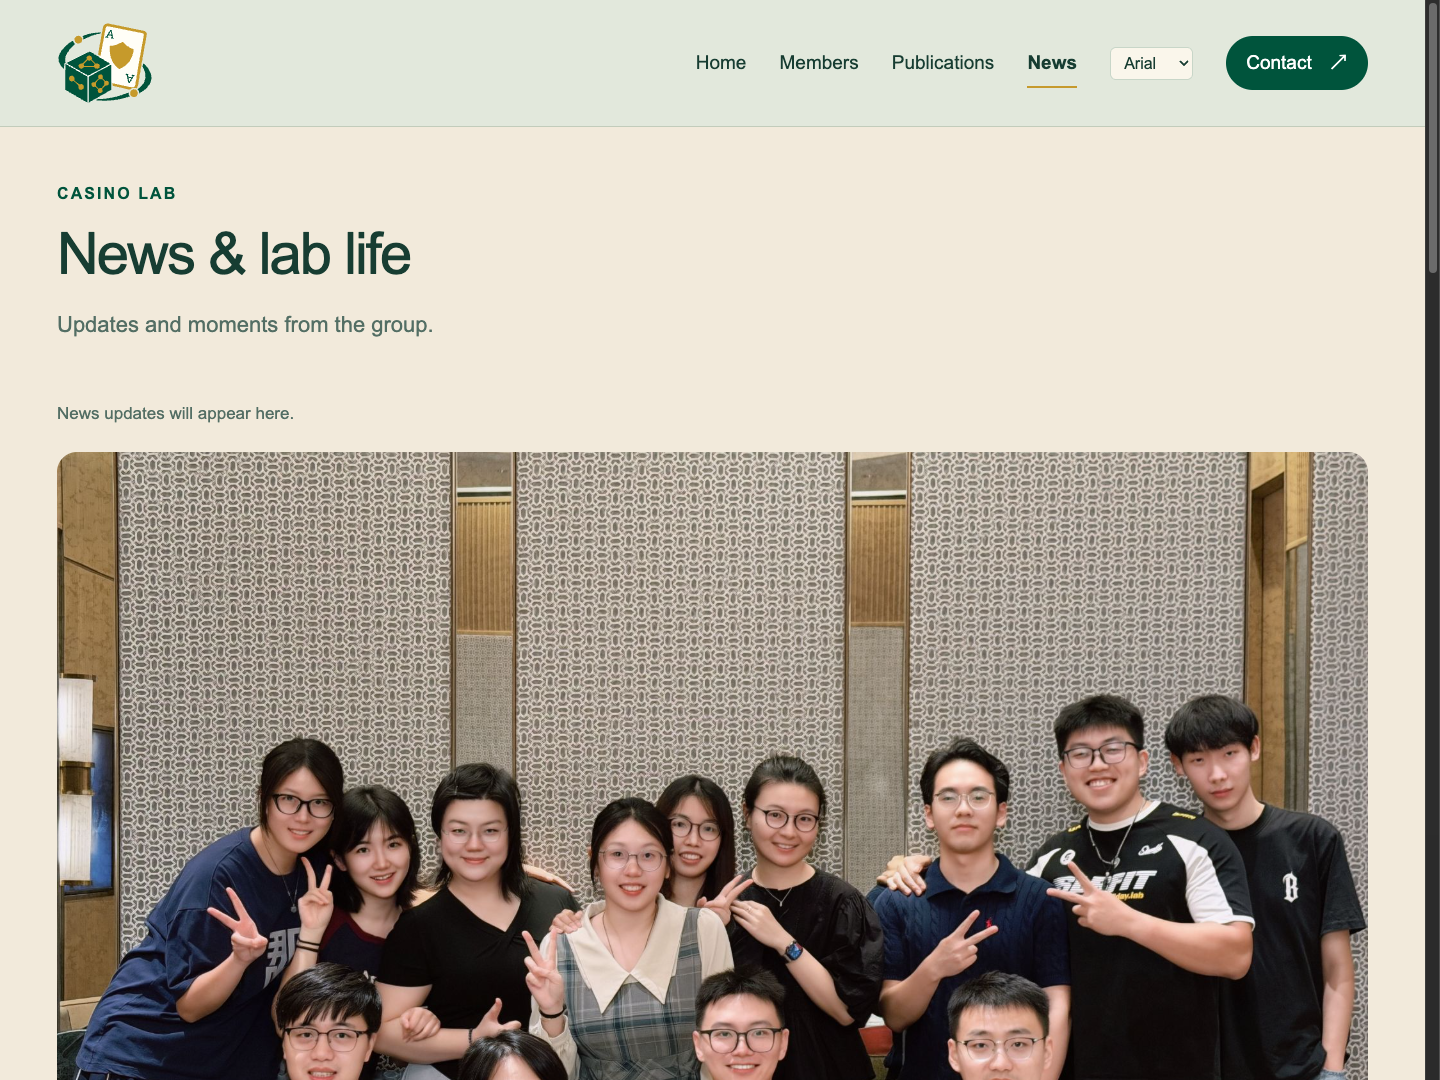 A
A
Home
Members
Publications
News
Arial
Contact
CASINO LAB
News & lab life
Updates and moments from the group.
News updates will appear here.
B